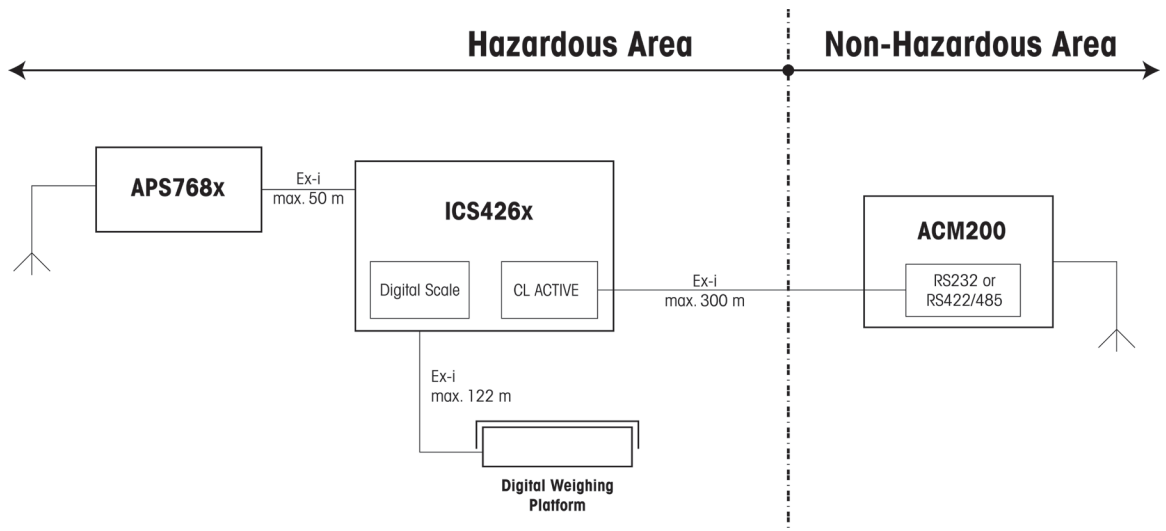 Hazardous Area
Non-Hazardous Area
APS768x
Ex-i
max. 50 m
ICS426x
Digital Scale
CL ACTIVE
Ex-i
max. 300 m
ACM200
RS232 or
RS422/485
Ex-i
max. 122 m
Digital Weighing
Platform